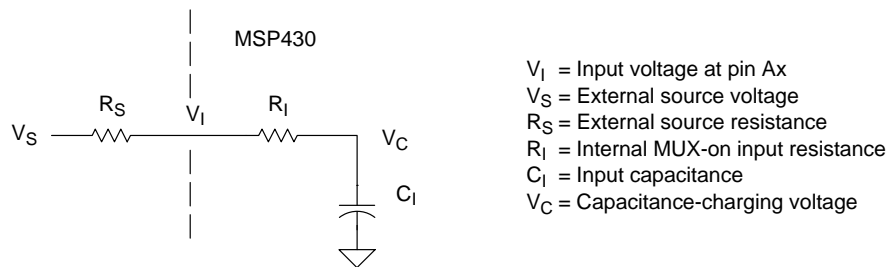 MSP430
R_S
V_I
R_I
V_S
V_C
C_I
V_I = Input voltage at pin Ax
V_S = External source voltage
R_S = External source resistance
R_I = Internal MUX-on input resistance
C_I = Input capacitance
V_C = Capacitance-charging voltage